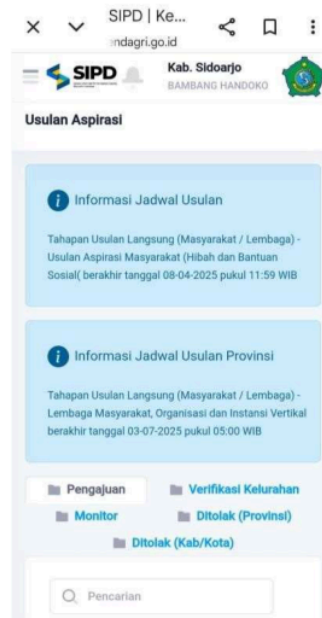 SIPD | Ke...
ndagri.go.id
SIPD
Kab. Sidoarjo
BAMBANG HANDOKO
Usulan Aspirasi
Informasi Jadwal Usulan
Tahapan Usulan Langsung (Masyarakat / Lembaga) -
Usulan Aspirasi Masyarakat (Hibah dan Bantuan
Sosial( berakhir tanggal 08-04-2025 pukul 11:59 WIB
Informasi Jadwal Usulan Provinsi
Tahapan Usulan Langsung (Masyarakat / Lembaga) -
Lembaga Masyarakat, Organisasi dan Instansi Vertikal
berakhir tanggal 03-07-2025 pukul 05:00 WIB
Pengajuan
Verifikasi Kelurahan
Monitor
Ditolak (Provinsi)
Ditolak (Kab/Kota)
Pencarian